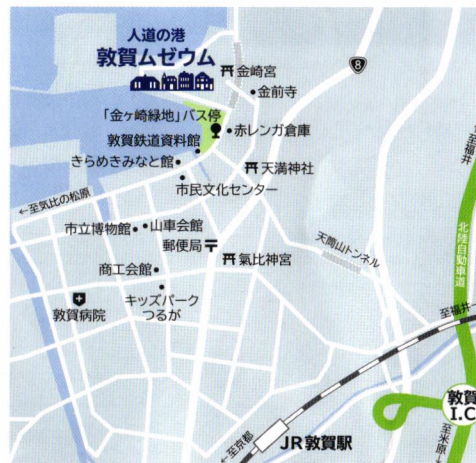 人道の港
敦賀ムゼウム
金崎宮
8
金前寺
「金ヶ崎緑地」バス停
赤レンガ倉庫
敦賀鉄道資料館
きらめきみなと館
天満神社
市民文化センター
←至気比の松原
至福井→
市立博物館
山車会館
郵便局
天筒山トンネル
北陸自動車道
氣比神宮
商工会館
キッズパーク
つるが
敦賀病院
至福井→
敦賀
I.C
←至京都
JR敦賀駅
至米原→